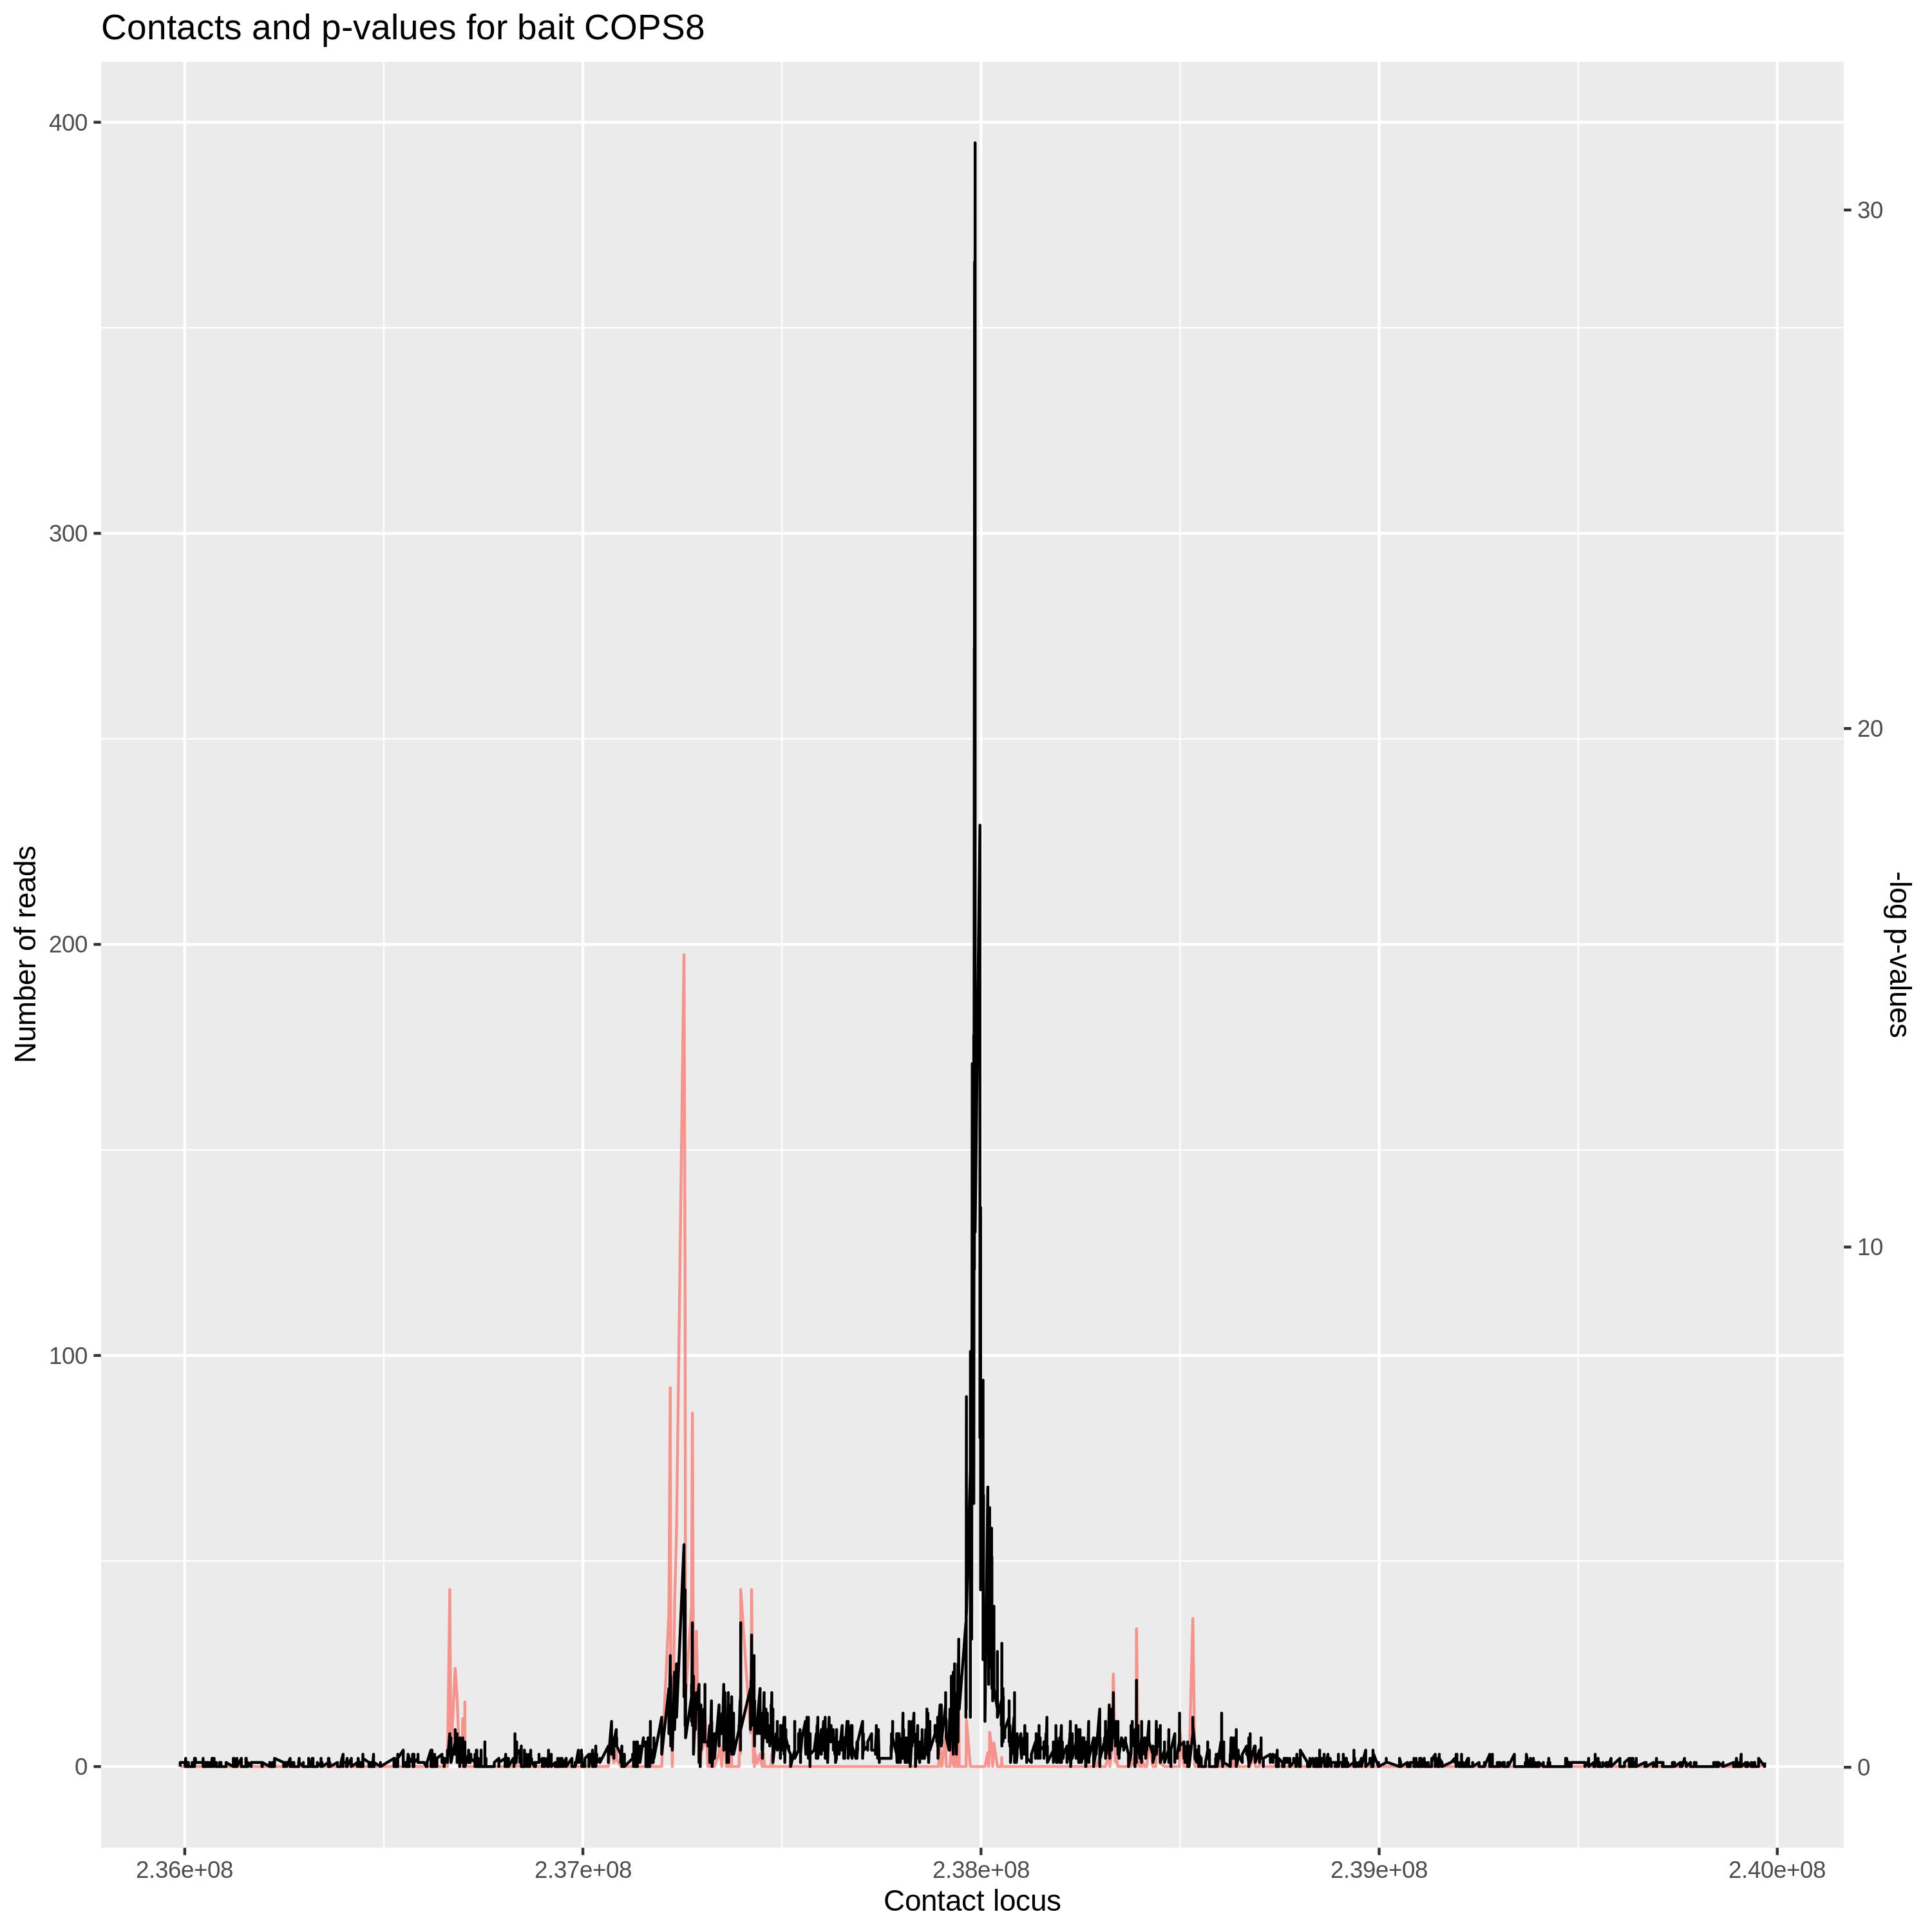 Contacts and p-values for bait COPS8
400
300
200
100
0
Number of reads
30
20
10
0
-log p-values
2.36e+08
2.37e+08
2.38e+08
2.39e+08
2.40e+08
Contact locus